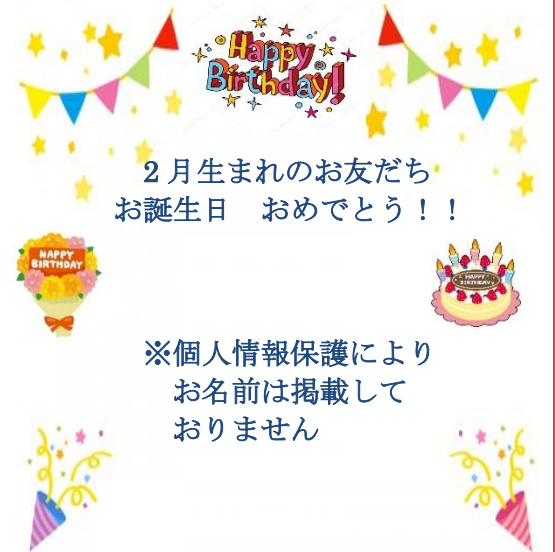 Happy
Birthday!
２月生まれのお友だち
お誕生日　おめでとう！！
HAPPY
BIRTHDAY
HAPPY
BIRTHDAY
※個人情報保護により
お名前は掲載して
おりません